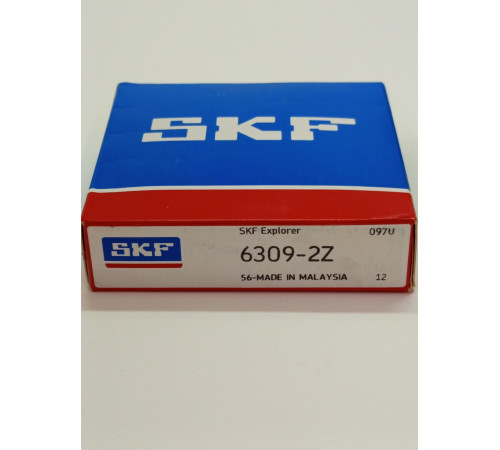 SKF
SKF Explorer 097U
SKF 6309-2Z
56-MADE IN MALAYSIA 12